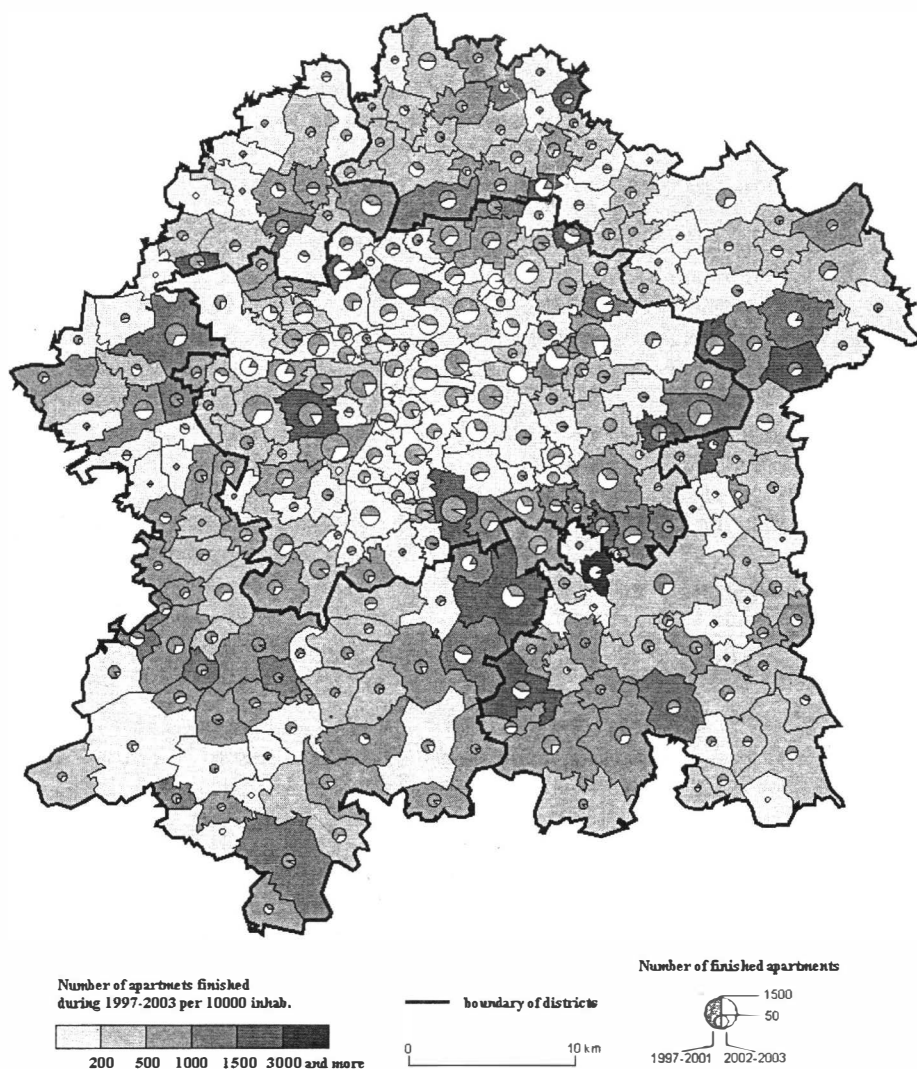 Number of apartmets finished
during 1997-2003 per 10000 inhab.
200 500 1000 1500 3000 and more
boundary of districts
0 10 km
Number of finished apartments
1500
50
1997-2001 2002-2003